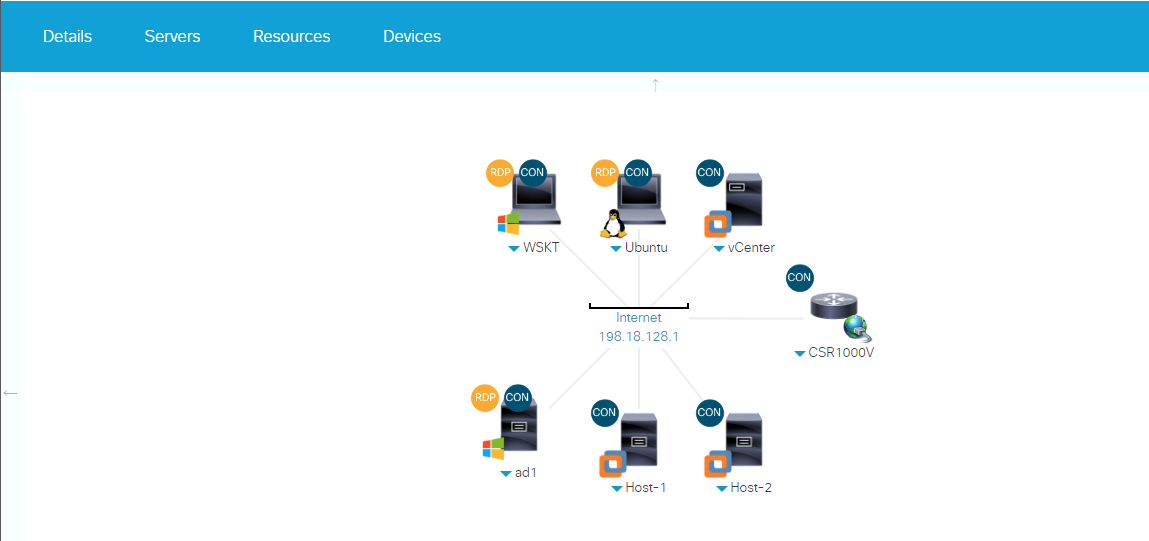 Details Servers Resources Devices
RDP CON RDP CON CON
WSKT Ubuntu vCenter
CON
Internet
198.18.128.1
CSR1000V
RDP CON CON CON
ad1
Host-1 Host-2